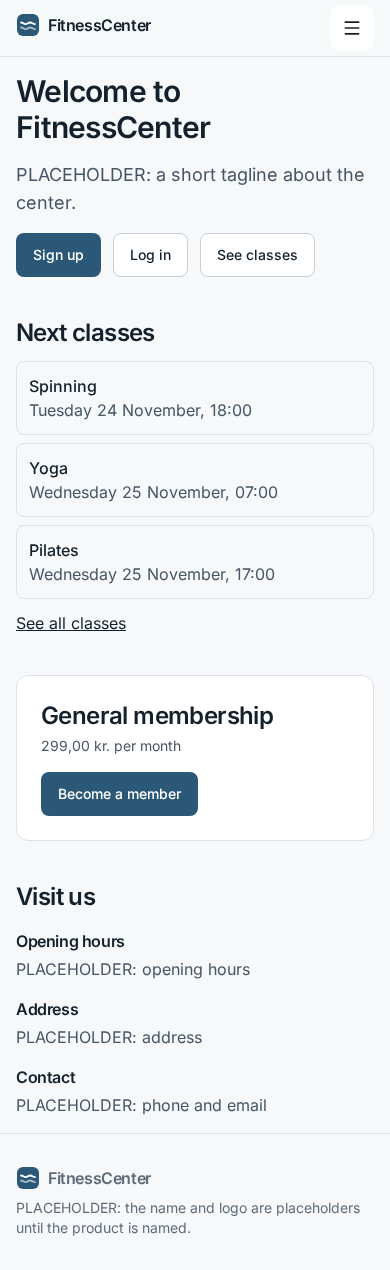 FitnessCenter
Welcome to
FitnessCenter
PLACEHOLDER: a short tagline about the
center.
Sign up
Log in
See classes
Next classes
Spinning
Tuesday 24 November, 18:00
Yoga
Wednesday 25 November, 07:00
Pilates
Wednesday 25 November, 17:00
See all classes
General membership
299,00 kr. per month
Become a member
Visit us
Opening hours
PLACEHOLDER: opening hours
Address
PLACEHOLDER: address
Contact
PLACEHOLDER: phone and email
FitnessCenter
PLACEHOLDER: the name and logo are placeholders
until the product is named.